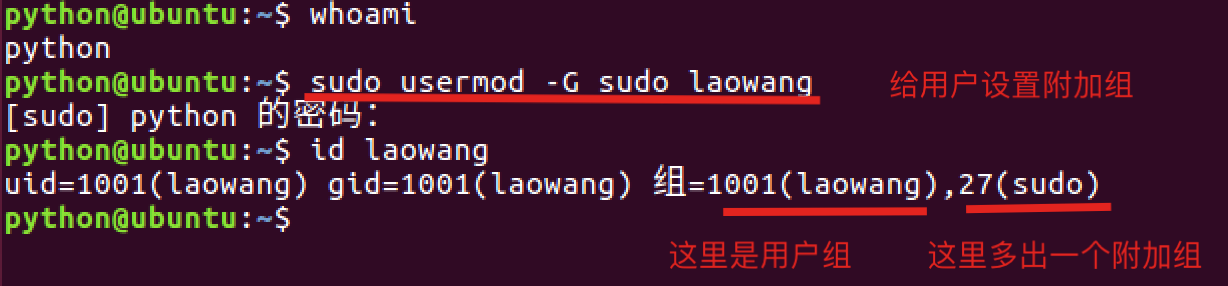 python@ubuntu:~$ whoami
python
python@ubuntu:~$ sudo usermod -G sudo laowang 给用户设置附加组
[sudo] python 的密码:
python@ubuntu:~$ id laowang
uid=1001(laowang) gid=1001(laowang) 组=1001(laowang),27(sudo)
python@ubuntu:~$
这里是用户组 这里多出一个附加组